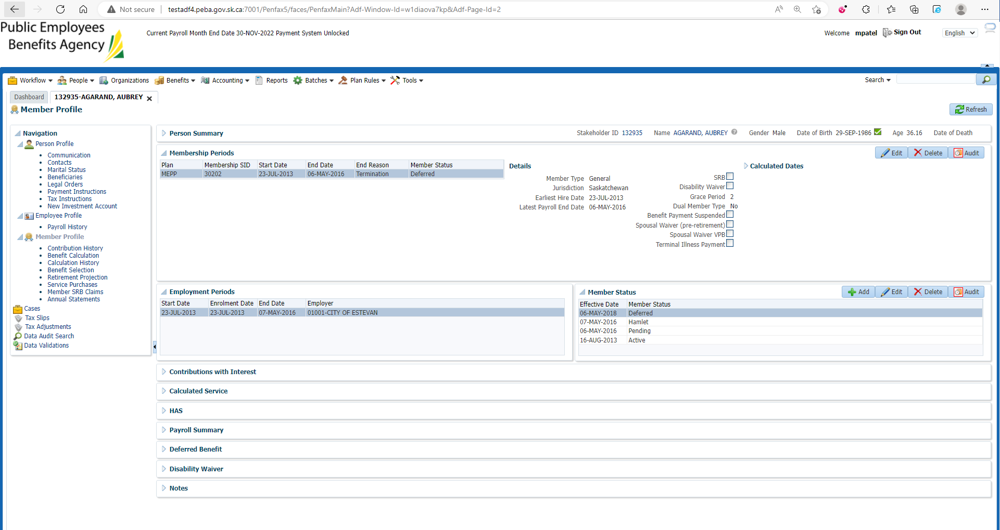 Not secure | testadf4.peba.gov.sk.ca:7001/Penfax5/faces/PenfaxMain?Adf-Window-Id=w1diaova7kp&Adf-Page-Id=2
Public Employees
Benefits Agency
Current Payroll Month End Date 30-NOV-2022 Payment System Unlocked
Welcome mpatel Sign Out English
Workflow People Organizations Benefits Accounting Reports Batches Plan Rules Tools Search
Dashboard 132935-AGARAND, AUBREY
Member Profile
Refresh
Navigation
Person Profile
Communication
Contacts
Marital Status
Beneficiaries
Legal Orders
Payment Instructions
Tax Instructions
New Investment Account
Employee Profile
Payroll History
Member Profile
Contribution History
Benefit Calculation
Calculation History
Benefit Selection
Retirement Projection
Service Purchases
Member SRB Claims
Annual Statements
Cases
Tax Slips
Tax Adjustments
Data Audit Search
Data Validations
Person Summary
Stakeholder ID 132935 Name AGARAND, AUBREY Gender Male Date of Birth 29-SEP-1986 Age 36.16 Date of Death
Membership Periods
Edit Delete Audit
Plan Membership SID Start Date End Date End Reason Member Status
MEPP 30202 23-JUL-2013 06-MAY-2016 Termination Deferred
Details
Member Type General
Jurisdiction Saskatchewan
Earliest Hire Date 23-JUL-2013
Latest Payroll End Date 06-MAY-2016
SRB
Disability Waiver
Grace Period 2
Dual Member Type No
Benefit Payment Suspended
Spousal Waiver (pre-retirement)
Spousal Waiver VPB
Terminal Illness Payment
Calculated Dates
Employment Periods
Start Date Enrolment Date End Date Employer
23-JUL-2013 23-JUL-2013 07-MAY-2016 01001-CITY OF ESTEVAN
Member Status
Add Edit Delete Audit
Effective Date Member Status
06-MAY-2018 Deferred
07-MAY-2016 Hamlet
06-MAY-2016 Pending
16-AUG-2013 Active
Contributions with Interest
Calculated Service
HAS
Payroll Summary
Deferred Benefit
Disability Waiver
Notes